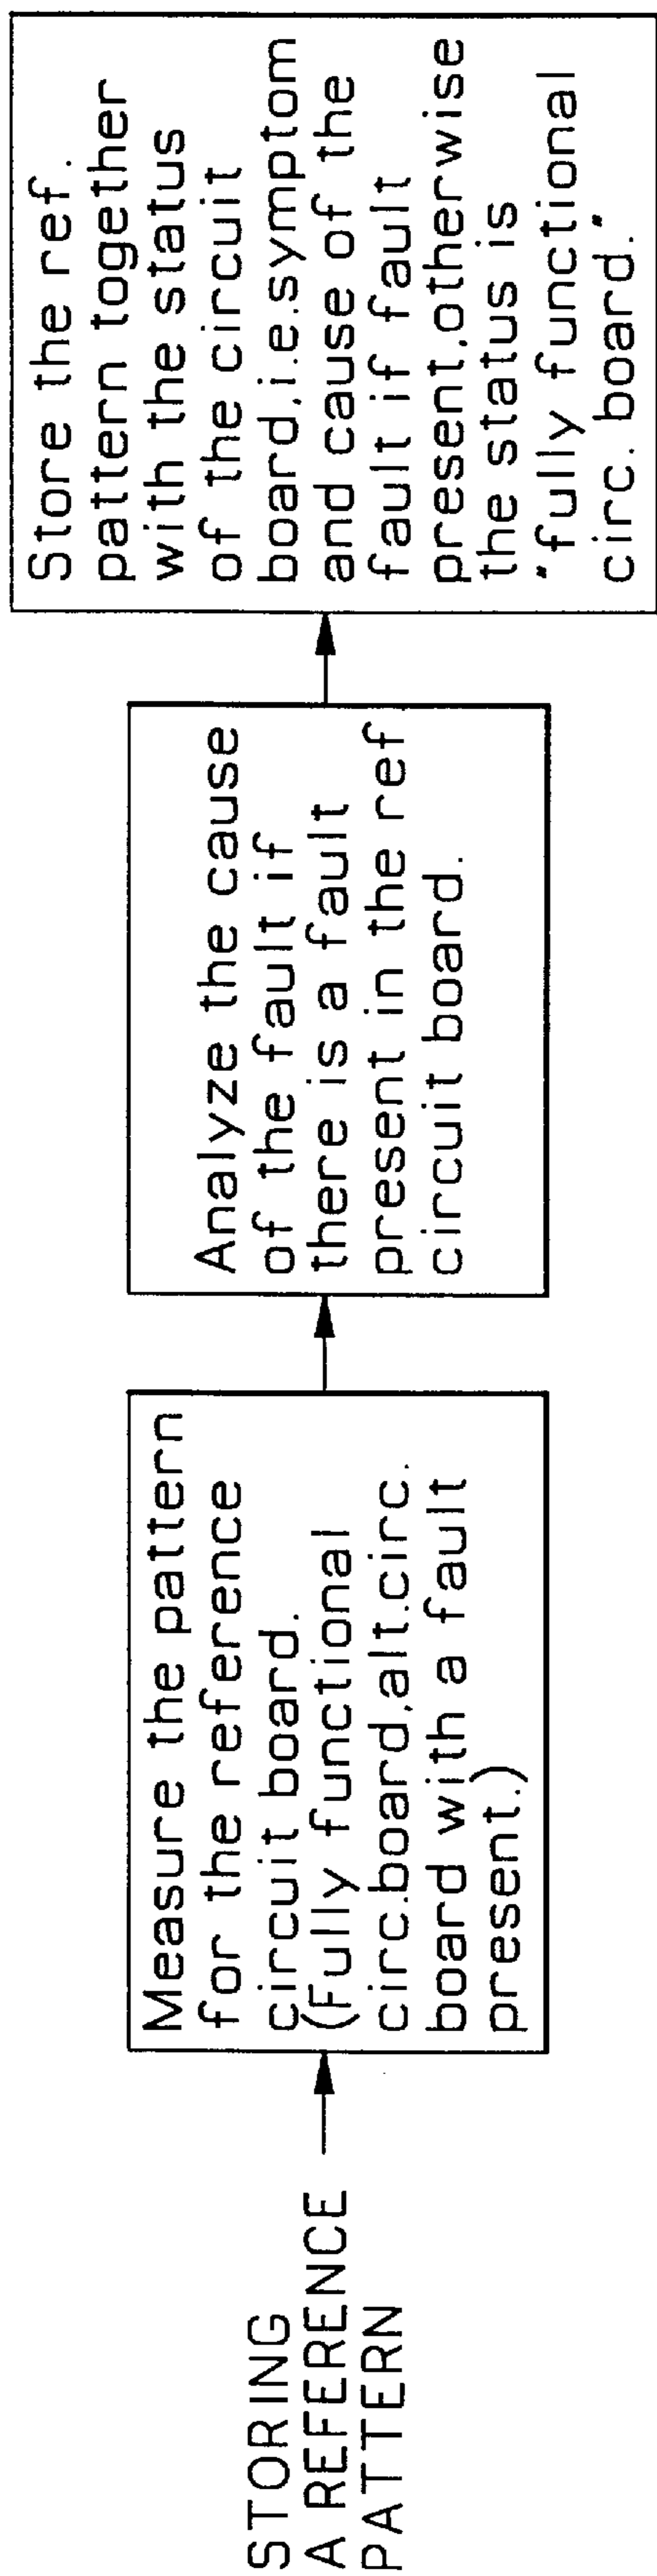 STORING
A REFERENCE
PATTERN
Measure the pattern
for the reference
circuit board.
(Fully functional
circ.board,alt.circ.
board with a fault
present.)
Analyze the cause
of the fault if
there is a fault
present in the ref
circuit board.
Store the ref.
pattern together
with the status
of the circuit
board,i.e.symptom
and cause of the
fault if fault
present,otherwise
the status is
"fully functional
circ. board."